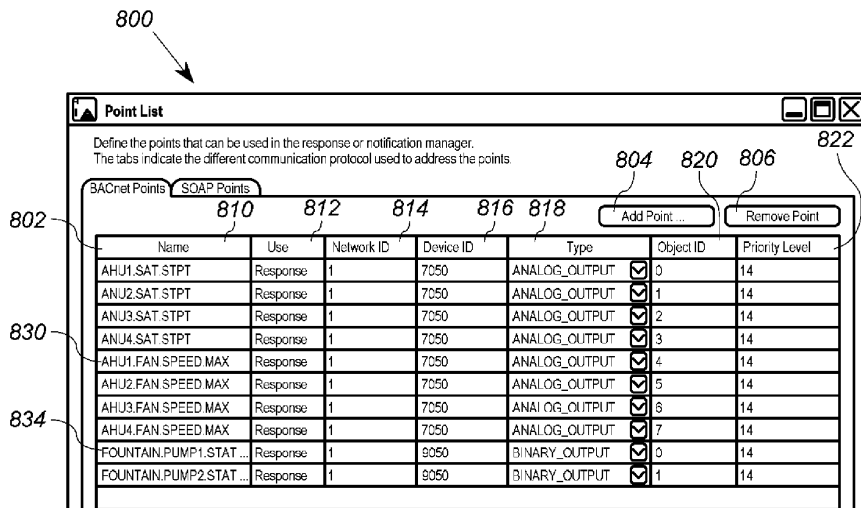 800
Point List
Define the points that can be used in the response or notification manager.
The tabs indicate the different communication protocol used to address the points.
822
804 820 806
BACnet Points SOAP Points
802 810 812 814 816 818
Add Point ... Remove Point
Name Use Network ID Device ID Type Object ID Priority Level
AHU1.SAT.STPT Response 1 7050 ANALOG_OUTPUT 0 14
ANU2.SAT.STPT Response 1 7050 ANALOG_OUTPUT 1 14
ANU3.SAT.STPT Response 1 7050 ANALOG_OUTPUT 2 14
830
ANU4.SAT.STPT Response 1 7050 ANALOG_OUTPUT 3 14
AHU1.FAN.SPEED.MAX Response 1 7050 ANALOG_OUTPUT 4 14
AHU2.FAN.SPEED.MAX Response 1 7050 ANALOG_OUTPUT 5 14
834
AHU3.FAN.SPEED.MAX Response 1 7050 ANALOG_OUTPUT 6 14
AHU4.FAN.SPEED.MAX Response 1 7050 ANALOG_OUTPUT 7 14
FOUNTAIN.PUMP1.STAT ... Response 1 9050 BINARY_OUTPUT 0 14
FOUNTAIN.PUMP2.STAT ... Response 1 9050 BINARY_OUTPUT 1 14